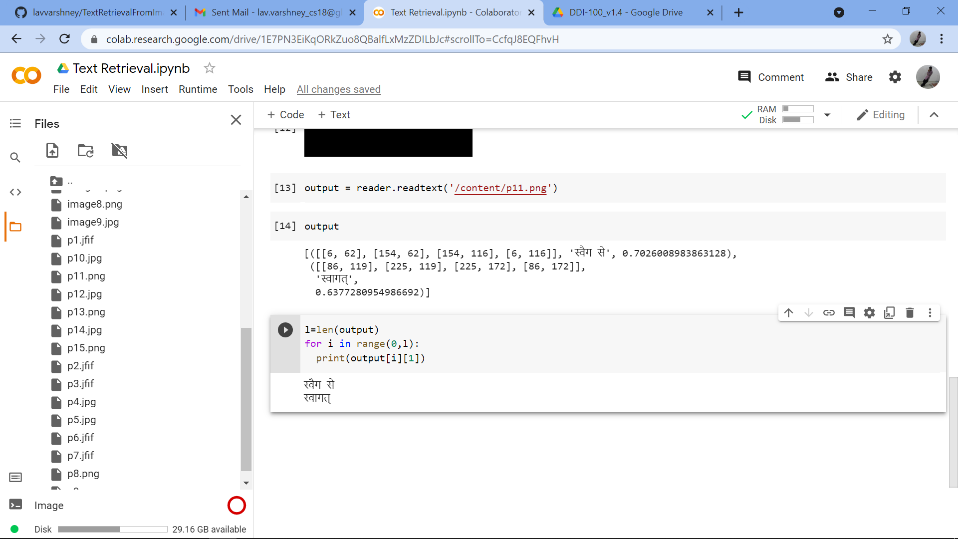 lavvarshney/TextRetrievalFromIm
Sent Mail - lav.varshney_cs18@gl
Text Retrieval.ipynb - Colaborato
DDI-100_v1.4 - Google Drive
colab.research.google.com/drive/1E7PN3EiKqORkZuo8QBalfLxMzZDILbJc#scrollTo=CcfqJ8EQFhvH
Text Retrieval.ipynb
File Edit View Insert Runtime Tools Help All changes saved
Comment Share
+ Code + Text
RAM
Disk
Editing
Files
..
image8.png
image9.jpg
p1.jfif
p10.jpg
p11.png
p12.jpg
p13.png
p14.jpg
p15.png
p2.jfif
p3.jfif
p4.jpg
p5.jpg
p6.jfif
p7.jfif
p8.png
Image
Disk 29.16 GB available
[12]
[13] output = reader.readtext('/content/p11.png')
[14] output
[([[6, 62], [154, 62], [154, 116], [6, 116]], 'स्वैग से', 0.7026008983863128),
([[86, 119], [225, 119], [225, 172], [86, 172]],
'स्वागत्',
0.6377280954986692)]
l=len(output)
for i in range(0,l):
print(output[i][1])
स्वैग से
स्वागत्